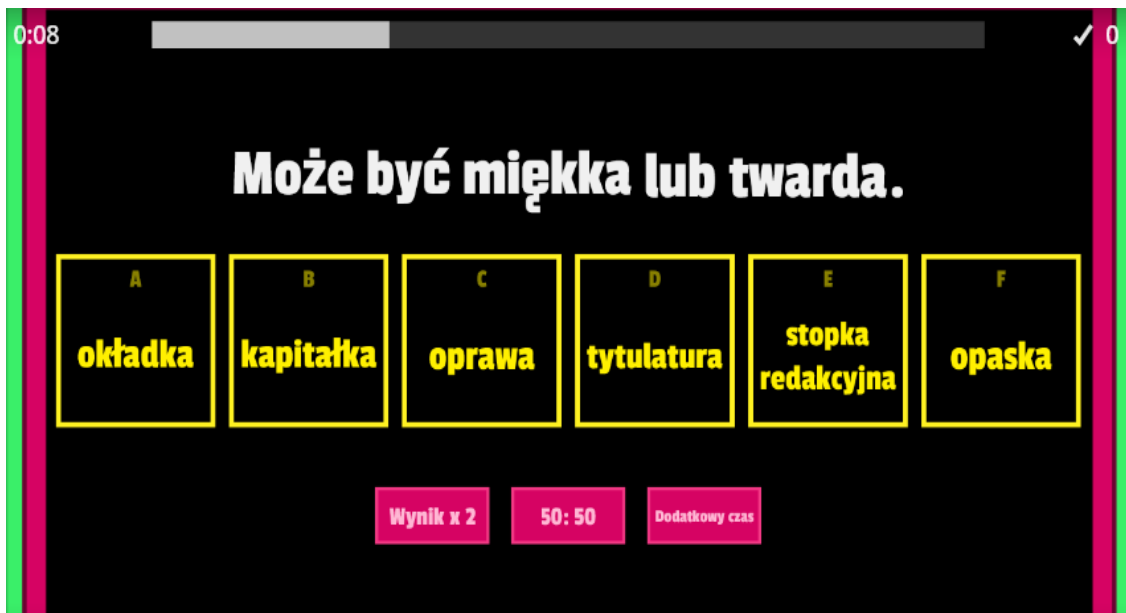 0:08
✓ 0
Może być miękka lub twarda.
A
okładka
B
kapitałka
C
oprawa
D
tytulatura
E
stopka
redakcyjna
F
opaska
Wynik x 2
50:50
Dodatkowy czas